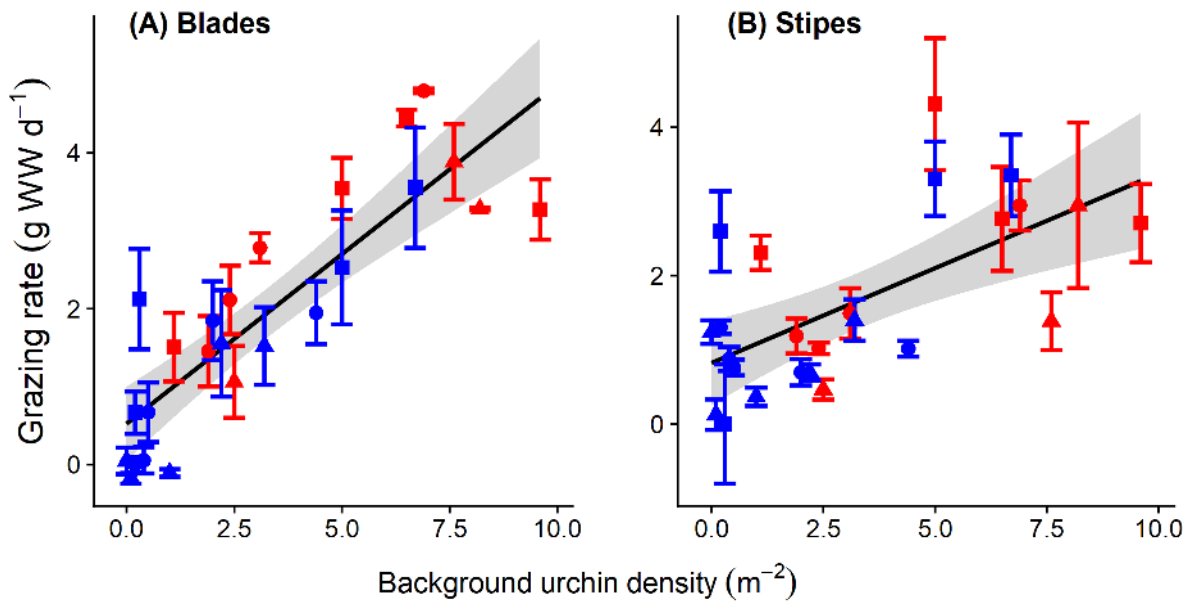 (A) Blades
(B) Stipes
Grazing rate (g WW d⁻¹)
4
2
0
4
2
0
0.0 2.5 5.0 7.5 10.0
0.0 2.5 5.0 7.5 10.0
Background urchin density (m⁻²)